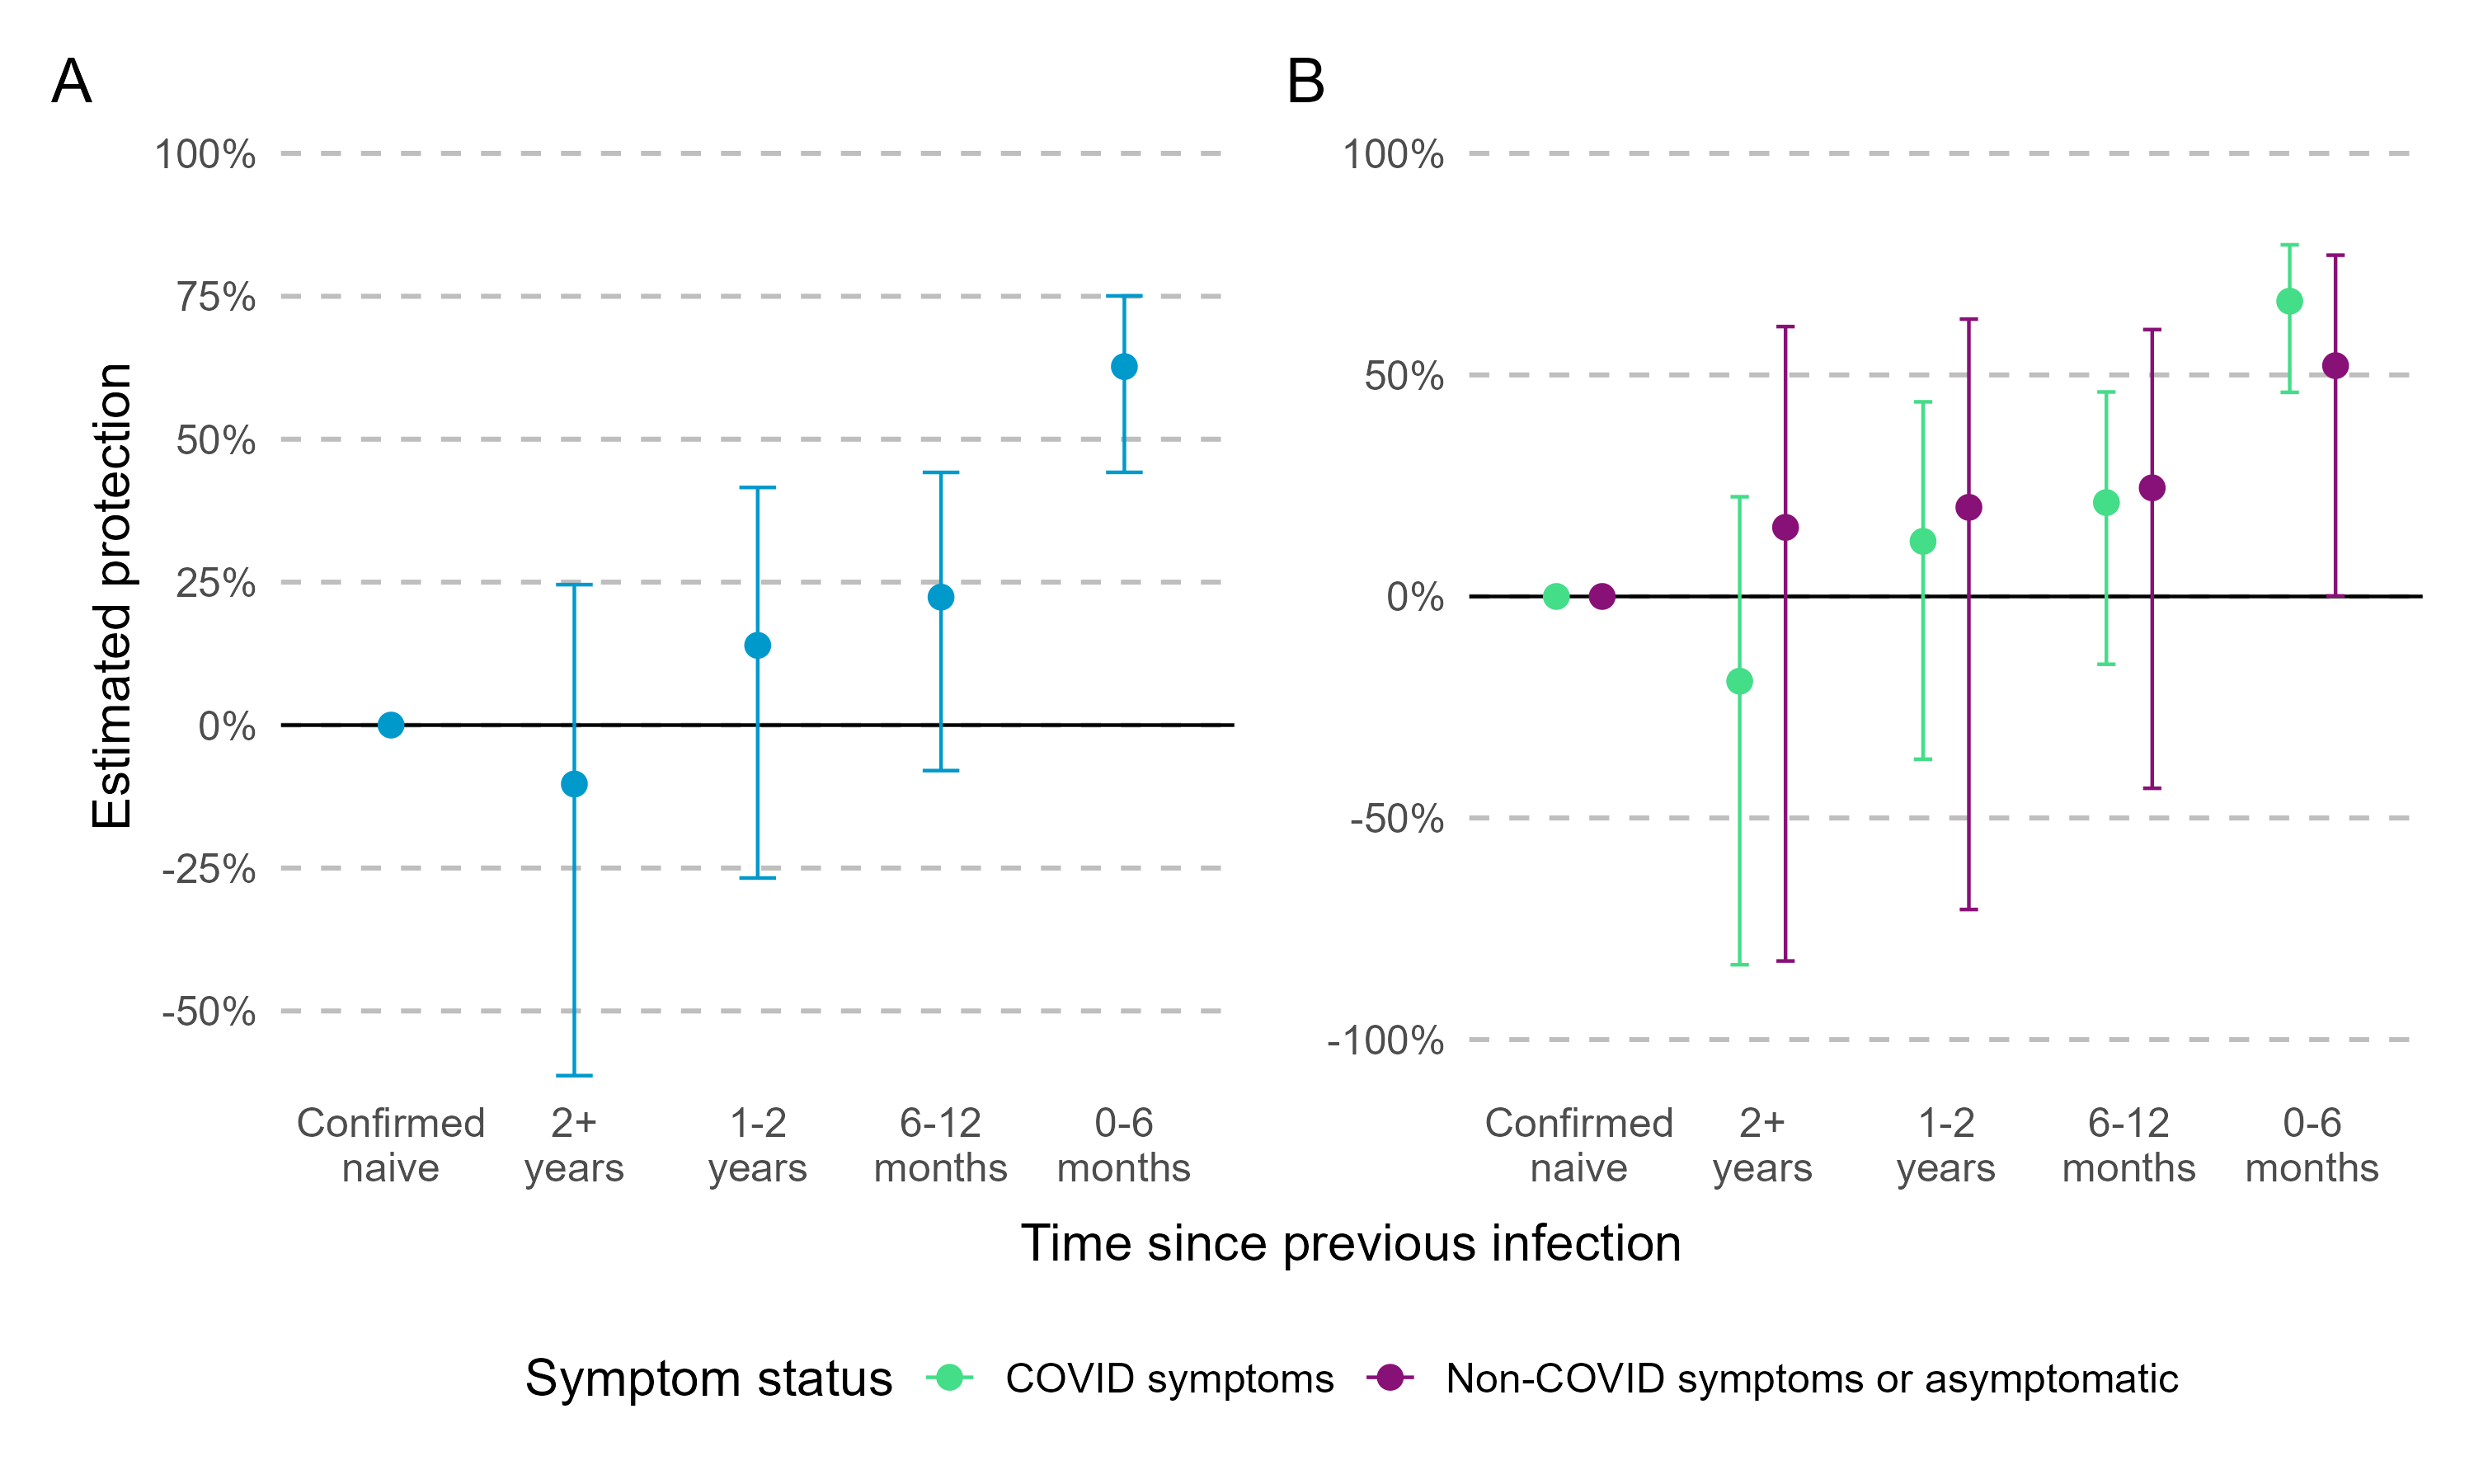 A
100%
75%
50%
25%
0%
-25%
-50%
Estimated protection
Confirmed naive
2+ years
1-2 years
6-12 months
0-6 months
B
100%
50%
0%
-50%
-100%
Confirmed naive
2+ years
1-2 years
6-12 months
0-6 months
Time since previous infection
Symptom status COVID symptoms Non-COVID symptoms or asymptomatic